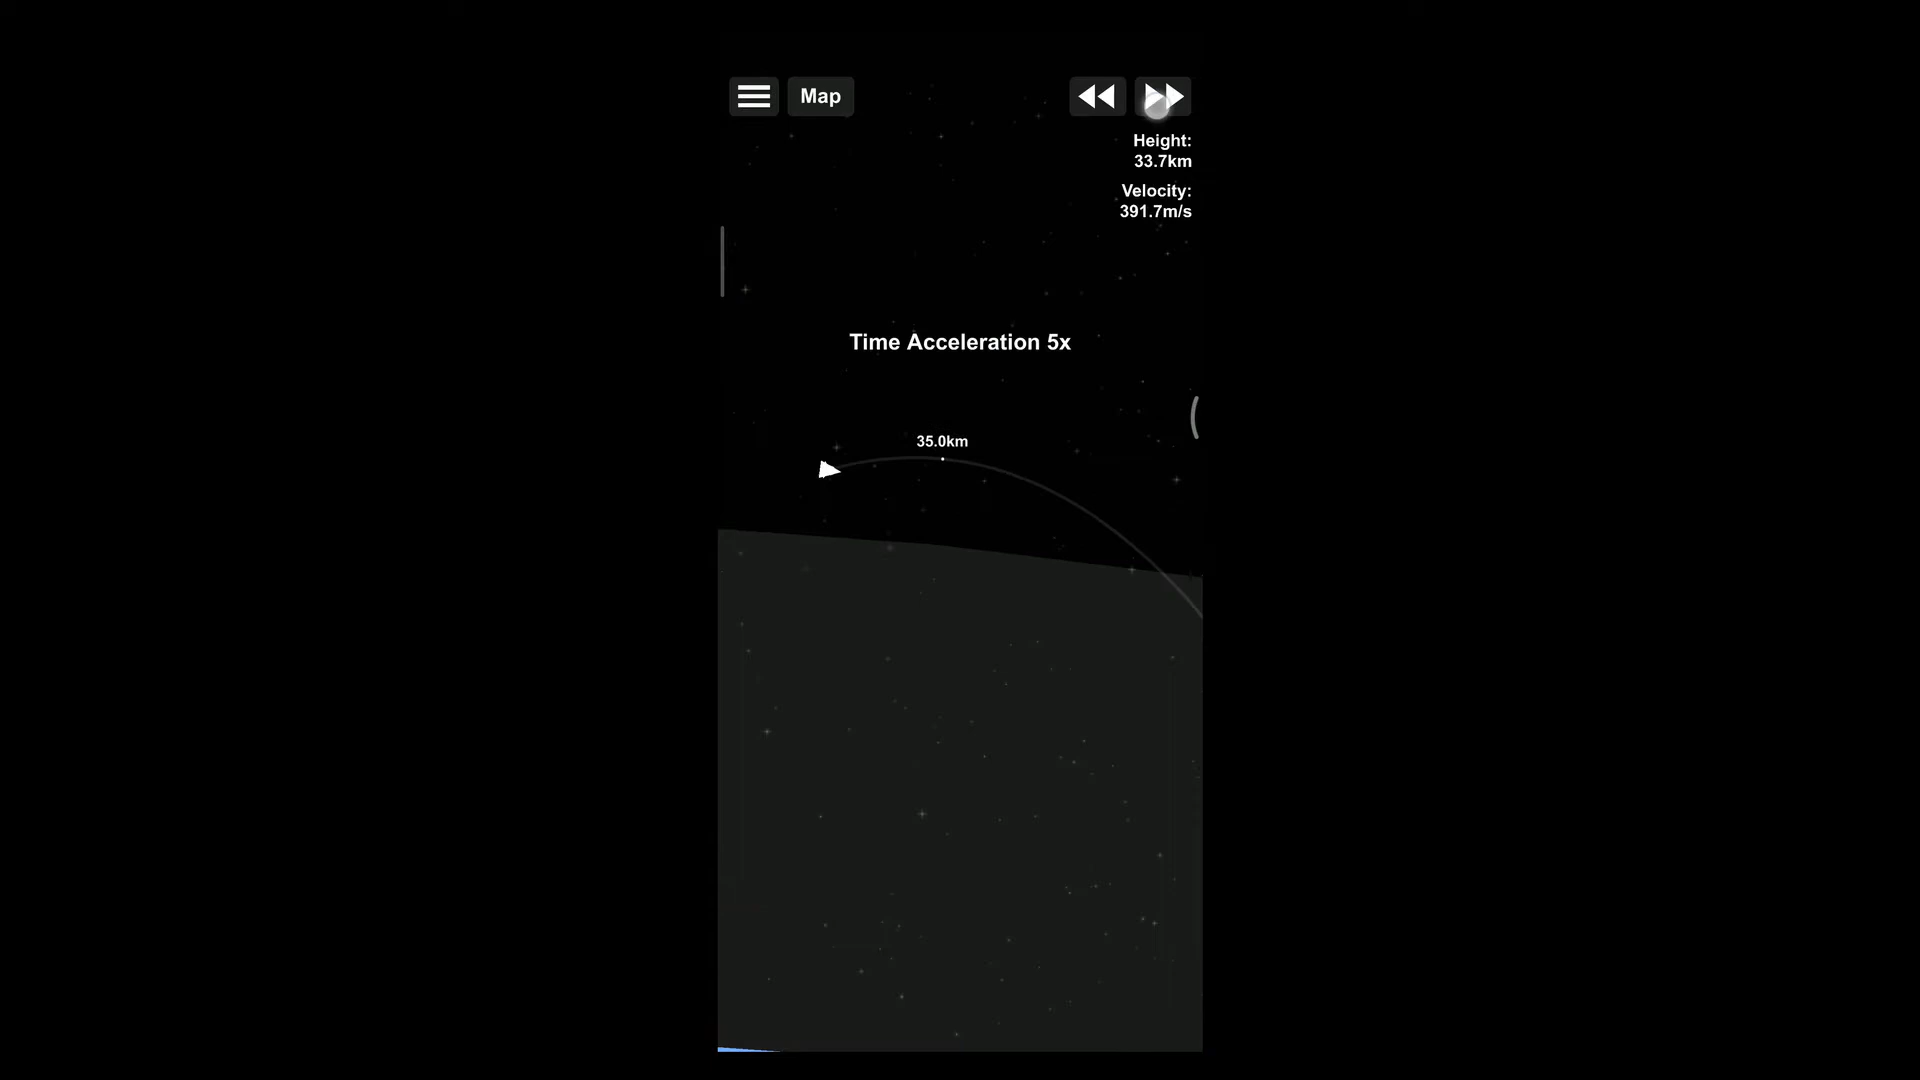 Map
Height:
33.7km
Velocity:
391.7m/s
Time Acceleration 5x
35.0km